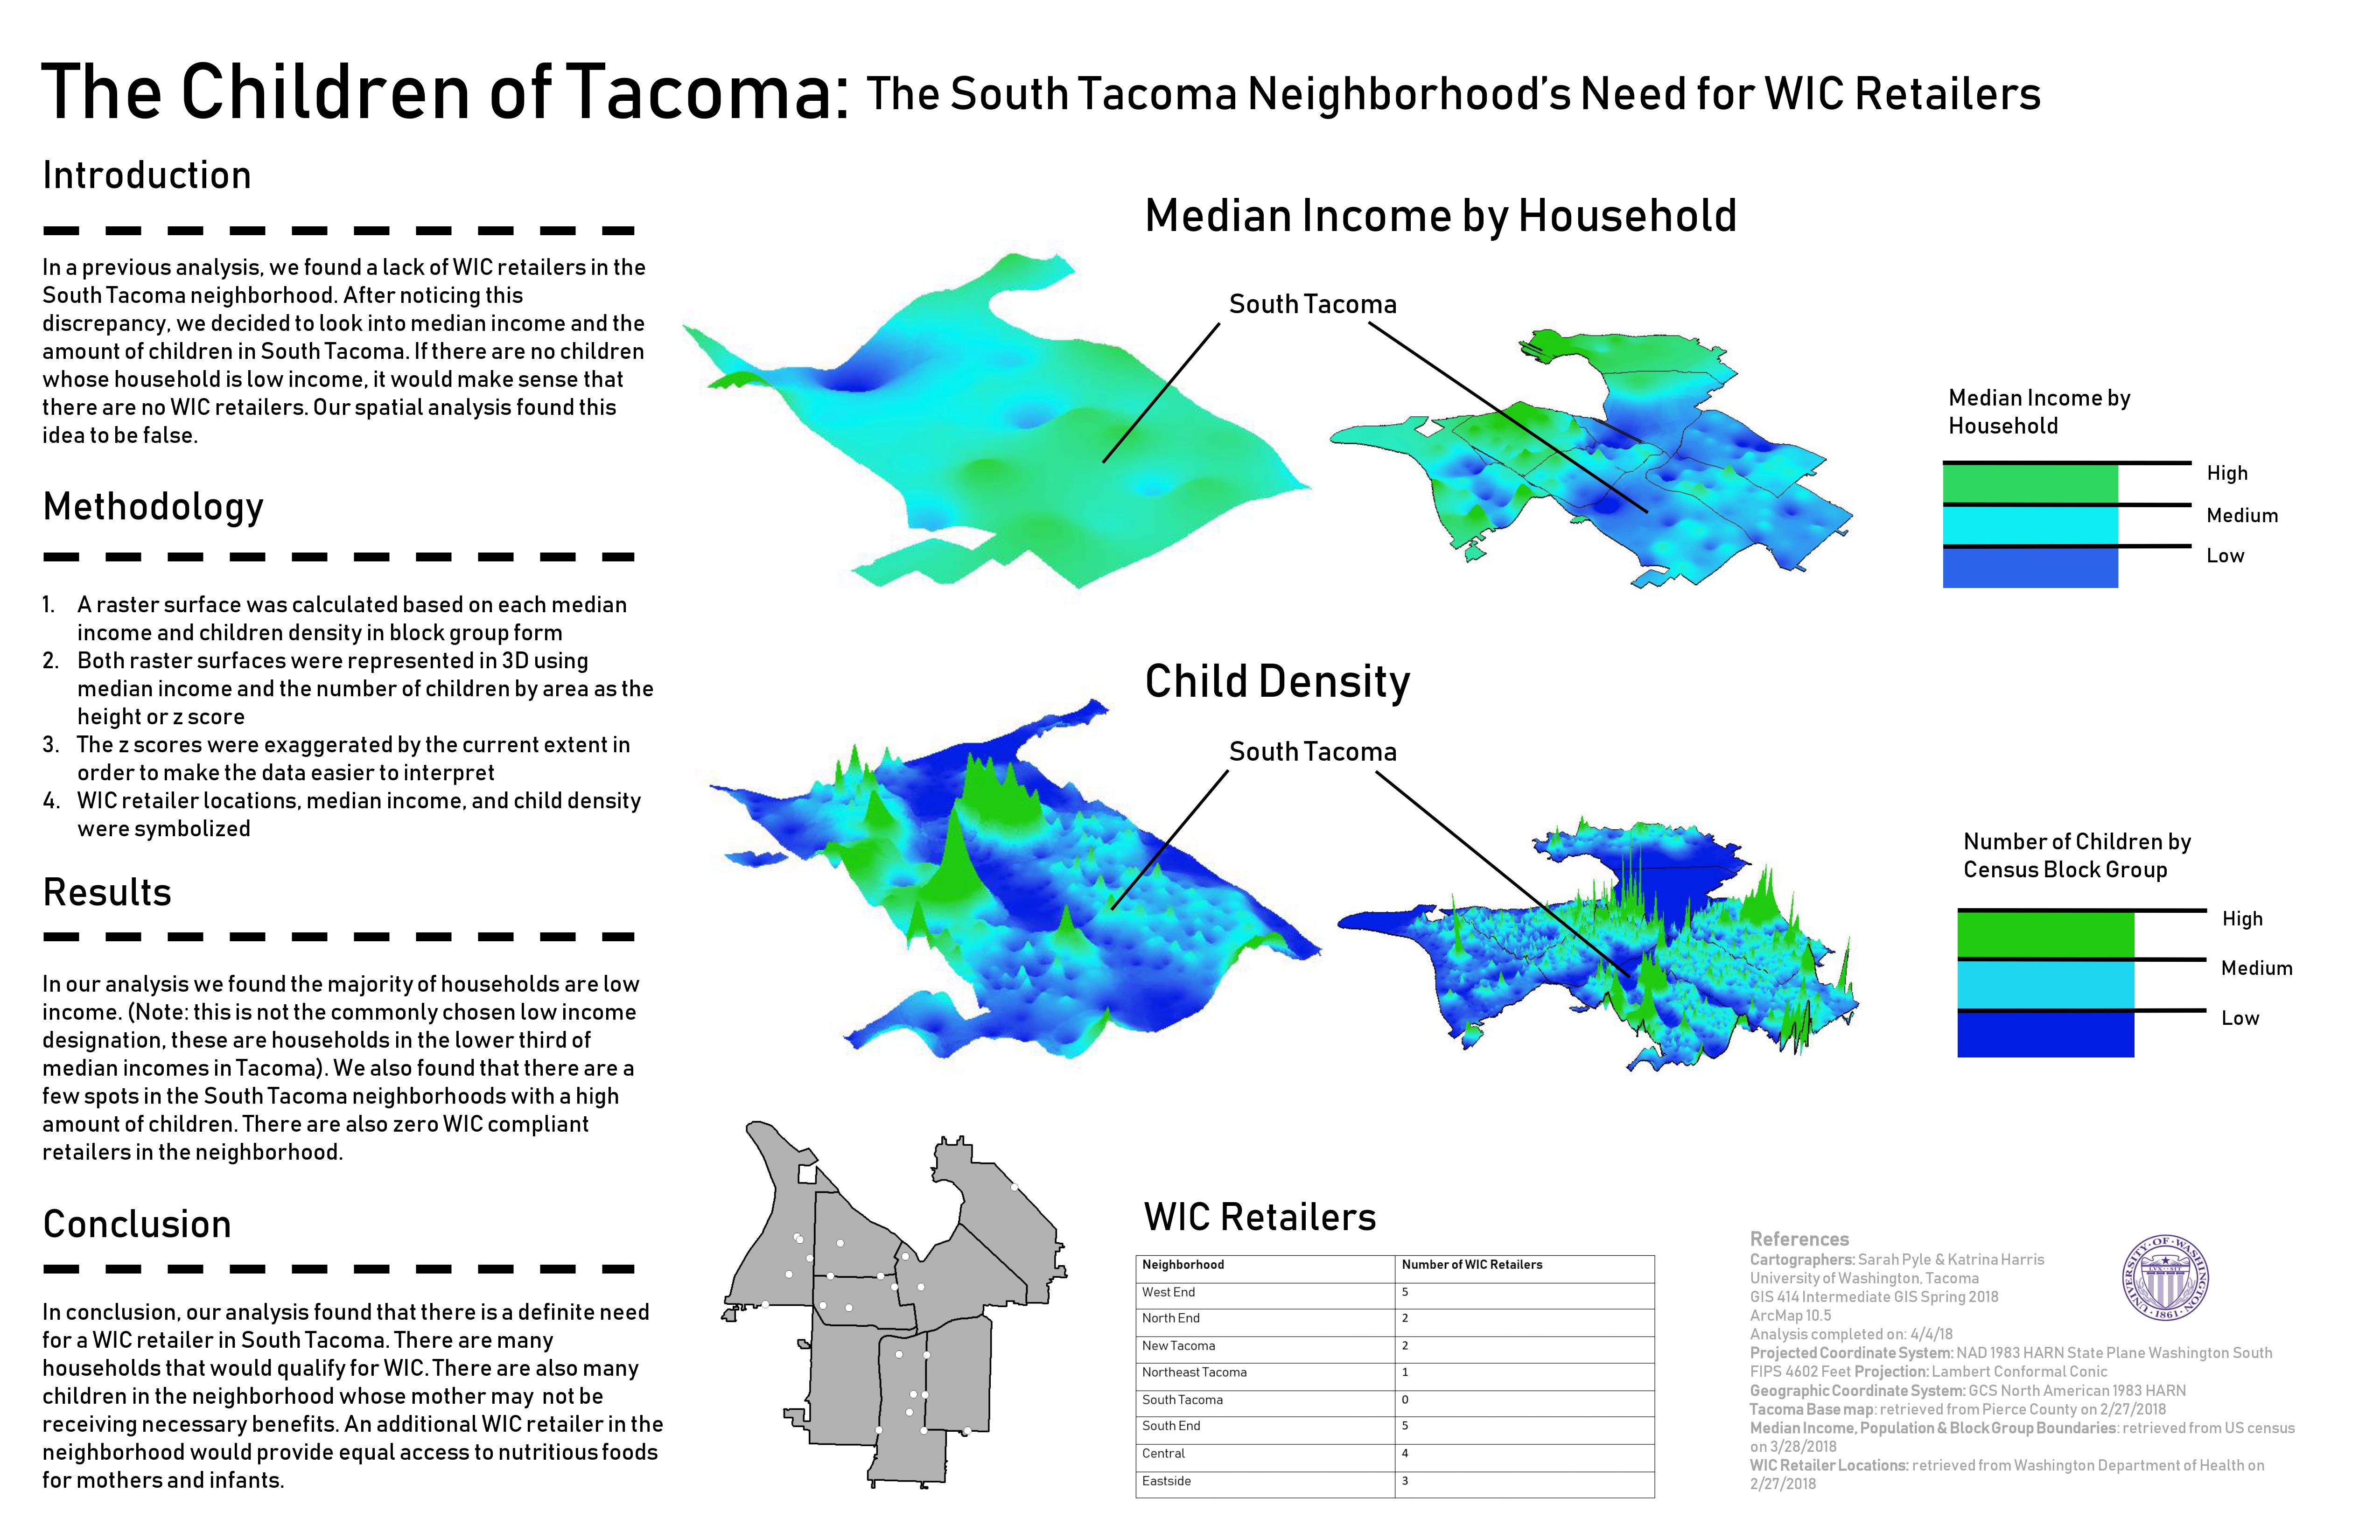 The Children of Tacoma: The South Tacoma Neighborhood's Need for WIC Retailers
Introduction
In a previous analysis, we found a lack of WIC retailers in the
South Tacoma neighborhood. After noticing this
discrepancy, we decided to look into median income and the
amount of children in South Tacoma. If there are no children
whose household is low income, it would make sense that
there are no WIC retailers. Our spatial analysis found this
idea to be false.
Methodology
1. A raster surface was calculated based on each median
income and children density in block group form
2. Both raster surfaces were represented in 3D using
median income and the number of children by area as the
height or z score
3. The z scores were exaggerated by the current extent in
order to make the data easier to interpret
4. WIC retailer locations, median income, and child density
were symbolized
Results
In our analysis we found the majority of households are low
income. (Note: this is not the commonly chosen low income
designation, these are households in the lower third of
median incomes in Tacoma). We also found that there are a
few spots in the South Tacoma neighborhoods with a high
amount of children. There are also zero WIC compliant
retailers in the neighborhood.
Conclusion
In conclusion, our analysis found that there is a definite need
for a WIC retailer in South Tacoma. There are many
households that would qualify for WIC. There are also many
children in the neighborhood whose mother may not be
receiving necessary benefits. An additional WIC retailer in the
neighborhood would provide equal access to nutritious foods
for mothers and infants.
Median Income by Household
South Tacoma
Median Income by
Household
High
Medium
Low
Child Density
South Tacoma
Number of Children by
Census Block Group
High
Medium
Low
WIC Retailers
Neighborhood Number of WIC Retailers
West End 5
North End 2
New Tacoma 2
Northeast Tacoma 1
South Tacoma 0
South End 5
Central 4
Eastside 3
References
Cartographers: Sarah Pyle & Katrina Harris
University of Washington, Tacoma
GIS 414 Intermediate GIS Spring 2018
ArcMap 10.5
Analysis completed on: 4/4/18
Projected Coordinate System: NAD 1983 HARN State Plane Washington South
FIPS 4602 Feet Projection: Lambert Conformal Conic
Geographic Coordinate System: GCS North American 1983 HARN
Tacoma Base map: retrieved from Pierce County on 2/27/2018
Median Income, Population & Block Group Boundaries: retrieved from US census
on 3/28/2018
WIC Retailer Locations: retrieved from Washington Department of Health on
2/27/2018
UNIVERSITY·OF·WASHINGTON
·1861·